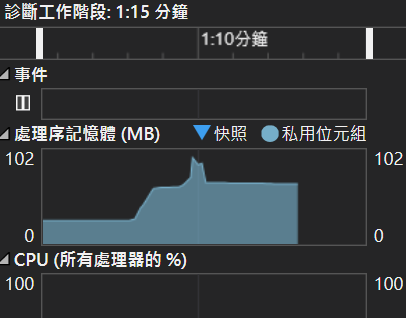 診斷工作階段: 1:15 分鐘
1:10分鐘
事件
處理序記憶體 (MB) 快照 私用位元組
102 102
0 0
CPU (所有處理器的 %)
100 100